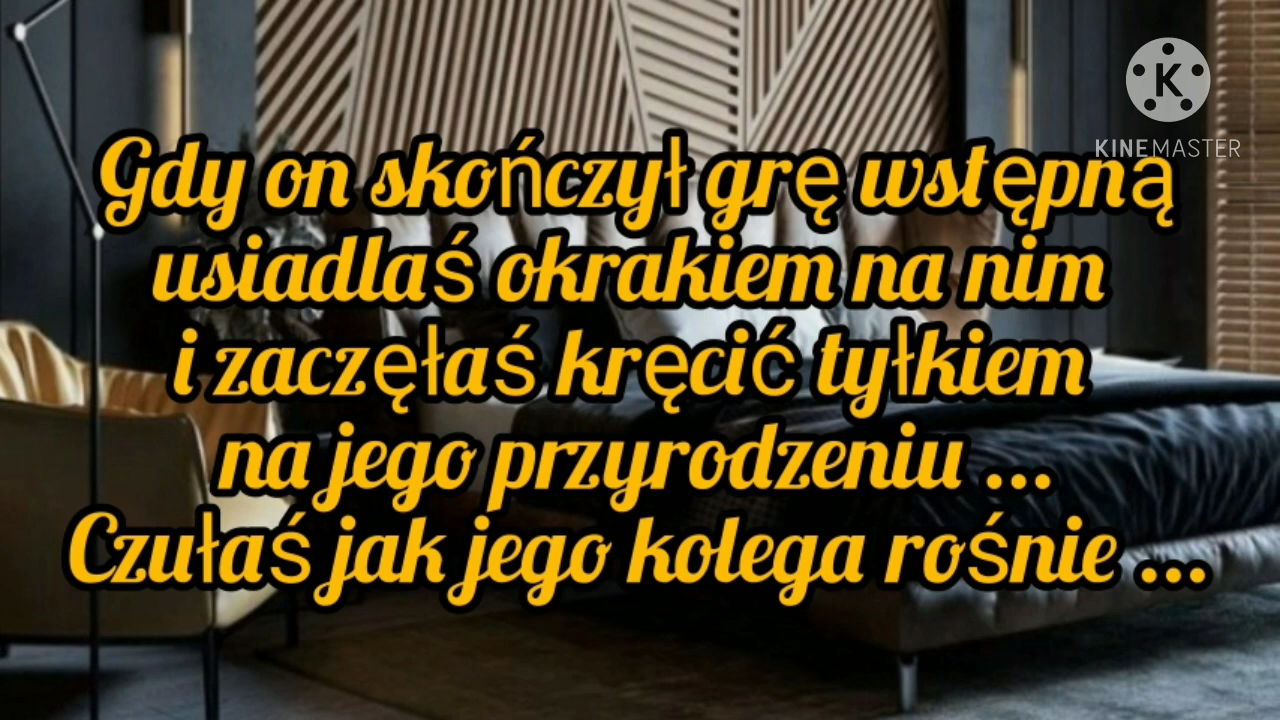 KINEMASTER
Gdy on skończył grę wstępną
usiadlaś okrakiem na nim
i zaczęłaś kręcić tyłkiem
na jego przyrodzeniu ...
Czułaś jak jego kolega rośnie ...